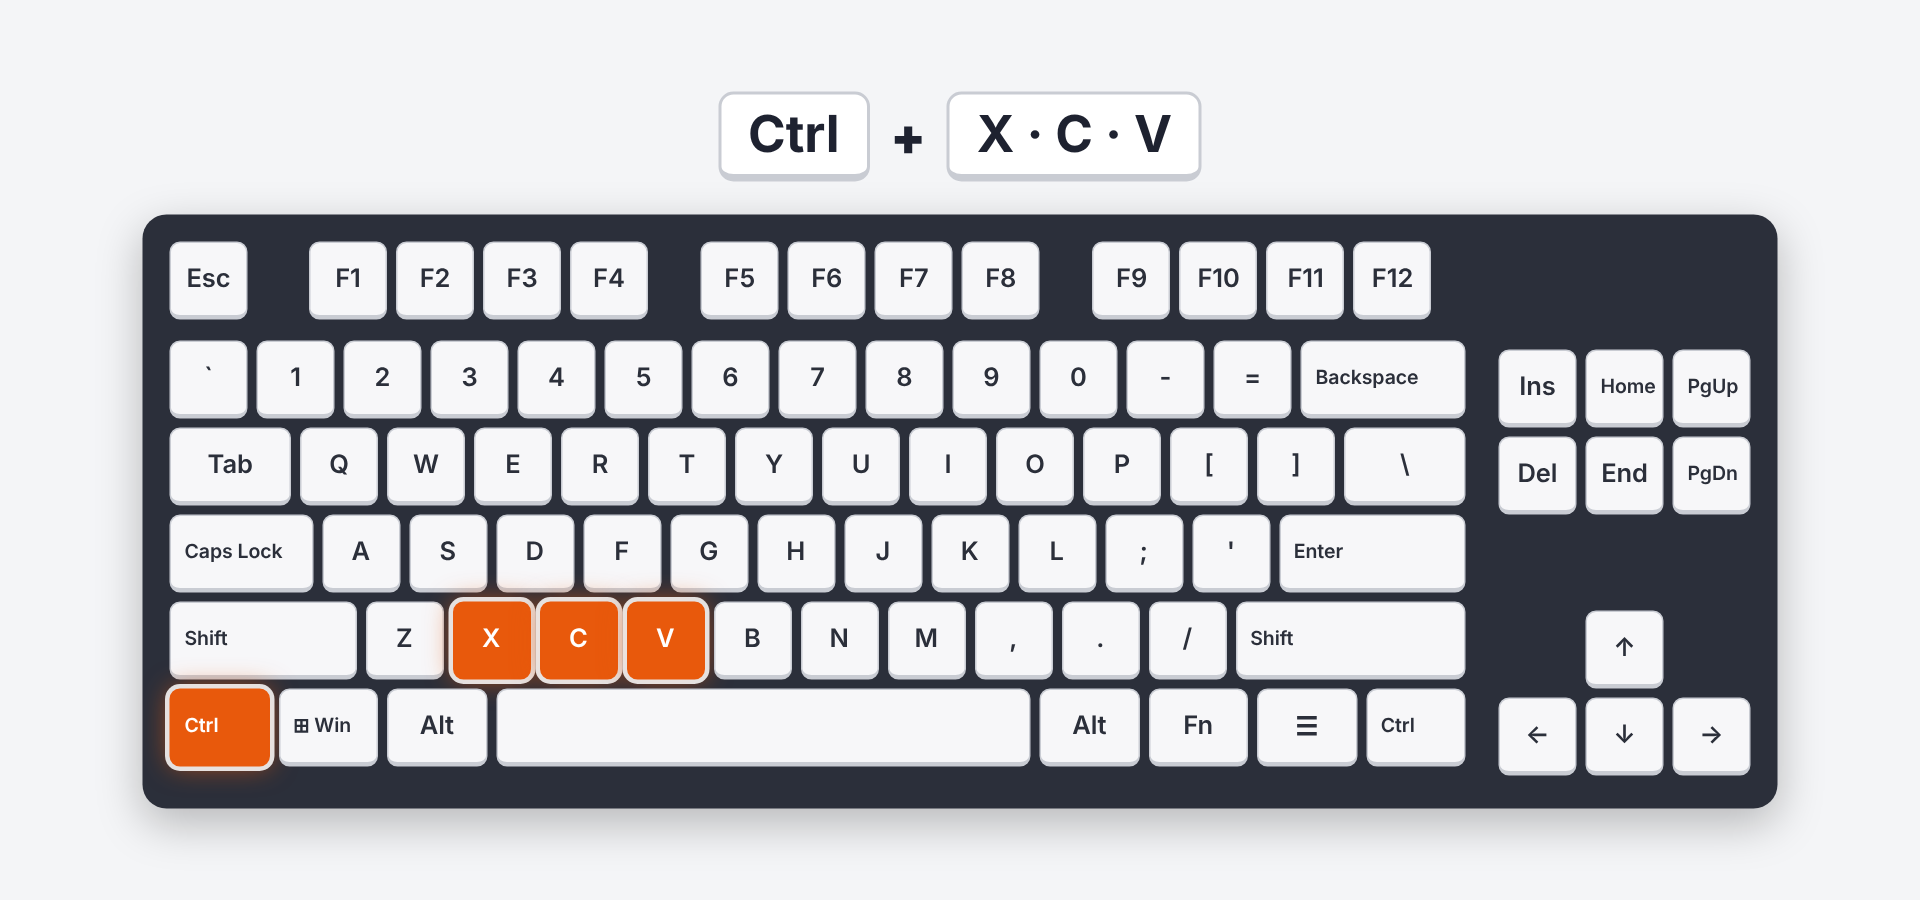 Ctrl + X · C · V
Esc F1 F2 F3 F4 F5 F6 F7 F8 F9 F10 F11 F12
` 1 2 3 4 5 6 7 8 9 0 - = Backspace Ins Home PgUp
Tab Q W E R T Y U I O P [ ] \ Del End PgDn
Caps Lock A S D F G H J K L ; ' Enter
Shift Z X C V B N M , . / Shift ↑
Ctrl ⊞ Win Alt Alt Fn ☰ Ctrl ← ↓ →